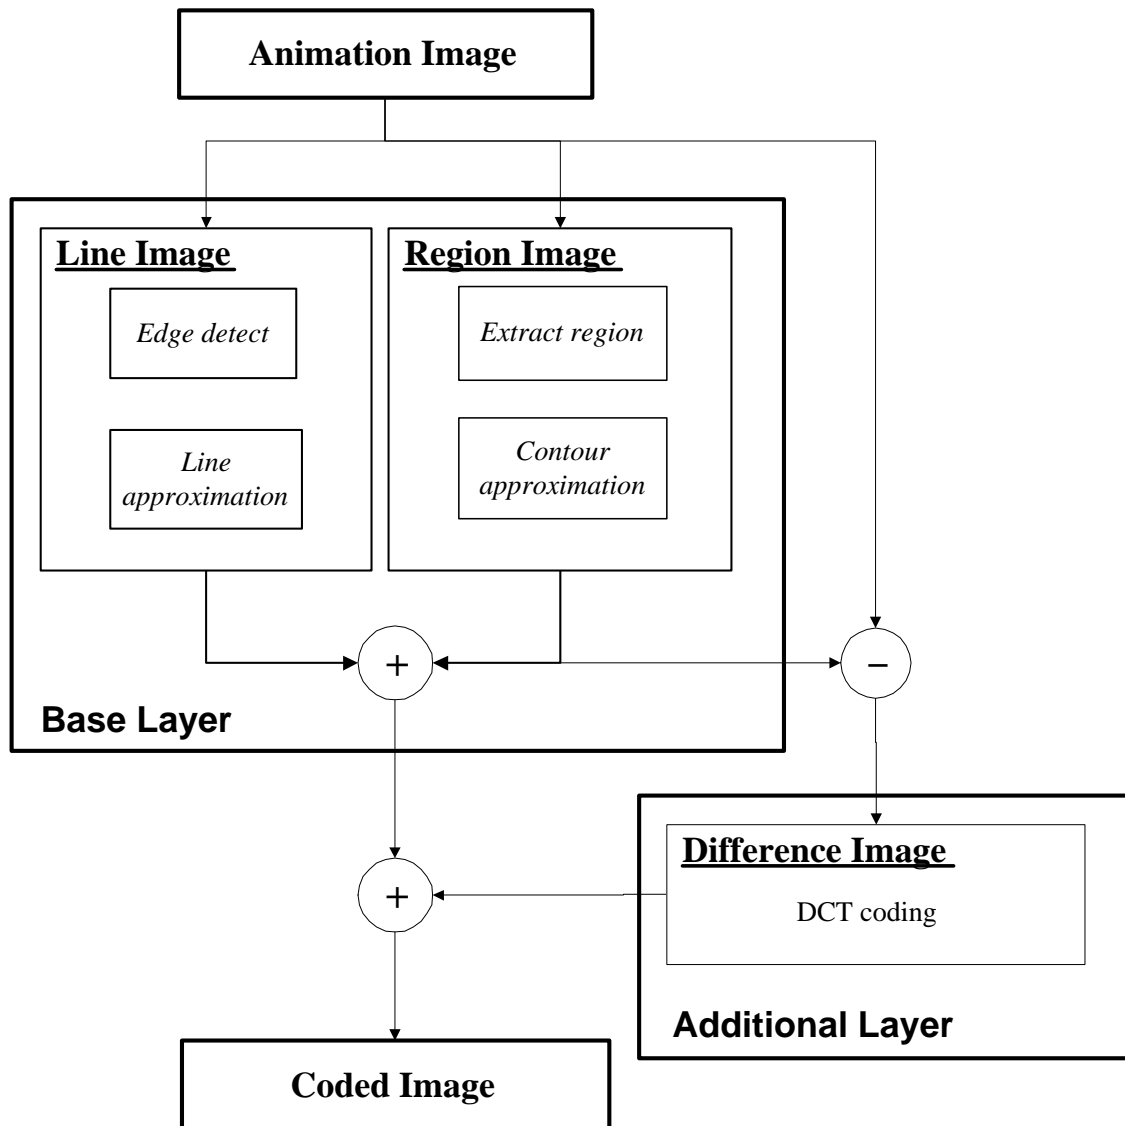 Animation Image
Line Image
Edge detect
Line
approximation
Region Image
Extract region
Contour
approximation
+
−
Base Layer
Difference Image
DCT coding
+
Additional Layer
Coded Image